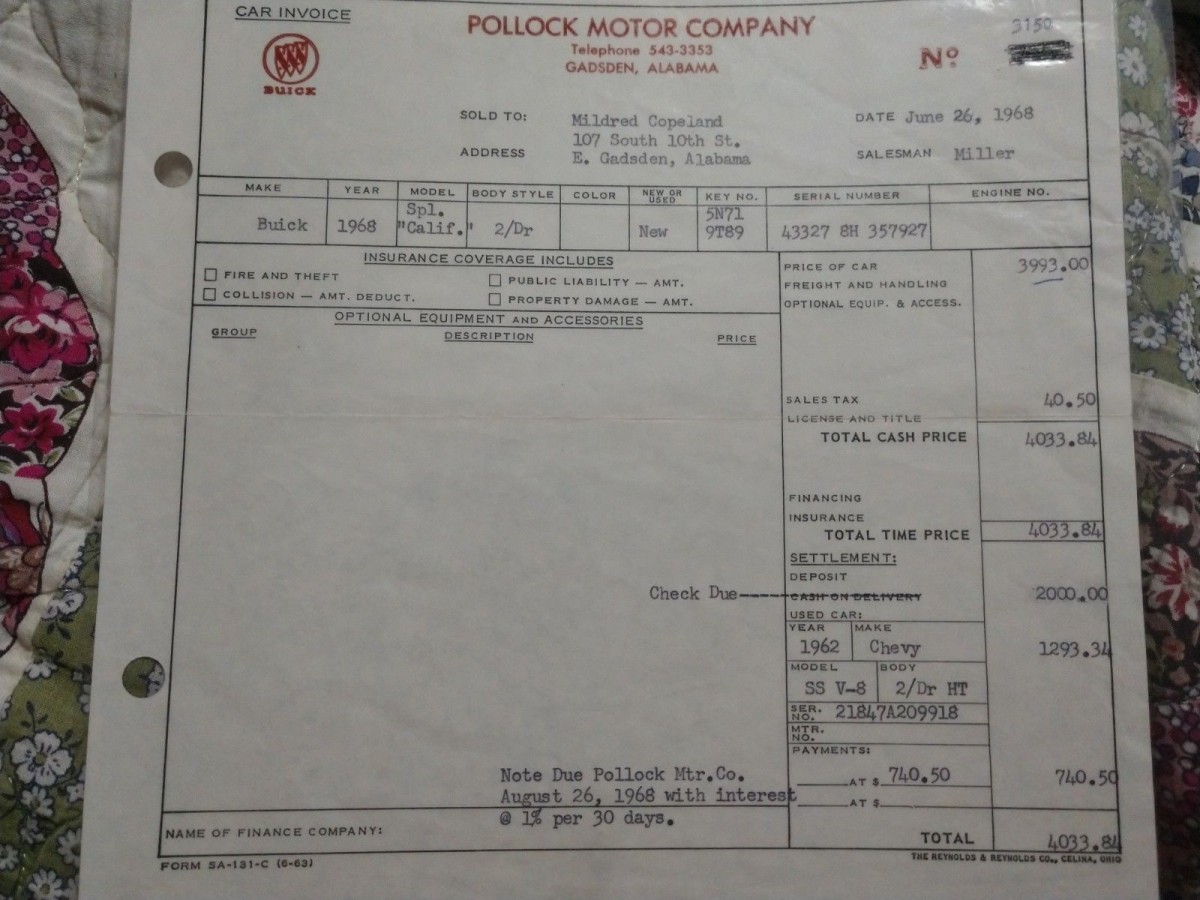 CAR INVOICE
POLLOCK MOTOR COMPANY
Telephone 543-3353
GADSDEN, ALABAMA
BUICK
Nº 3150
SOLD TO: Mildred Copeland
107 South 10th St.
ADDRESS E. Gadsden, Alabama
DATE June 26, 1968
SALESMAN Miller
MAKE YEAR MODEL BODY STYLE COLOR NEW OR USED KEY NO. SERIAL NUMBER ENGINE NO.
Spl. 5N71
Buick 1968 "Calif." 2/Dr New 9T89 43327 8H 357927
INSURANCE COVERAGE INCLUDES
FIRE AND THEFT PUBLIC LIABILITY — AMT.
COLLISION — AMT. DEDUCT. PROPERTY DAMAGE — AMT.
OPTIONAL EQUIPMENT AND ACCESSORIES
GROUP DESCRIPTION PRICE
PRICE OF CAR 3993.00
FREIGHT AND HANDLING
OPTIONAL EQUIP. & ACCESS.
SALES TAX 40.50
LICENSE AND TITLE
TOTAL CASH PRICE 4033.84
FINANCING
INSURANCE
TOTAL TIME PRICE 4033.84
SETTLEMENT:
DEPOSIT
Check Due---- CASH ON DELIVERY 2000.00
USED CAR:
YEAR MAKE
1962 Chevy 1293.34
MODEL BODY
SS V-8 2/Dr HT
SER. NO. 21847A209918
MTR. NO.
PAYMENTS:
Note Due Pollock Mtr.Co. AT $ 740.50 740.50
August 26, 1968 with interest AT $
@ 1% per 30 days.
NAME OF FINANCE COMPANY:
TOTAL 4033.84
FORM SA-131-C (6-63)
THE REYNOLDS & REYNOLDS CO., CELINA, OHIO